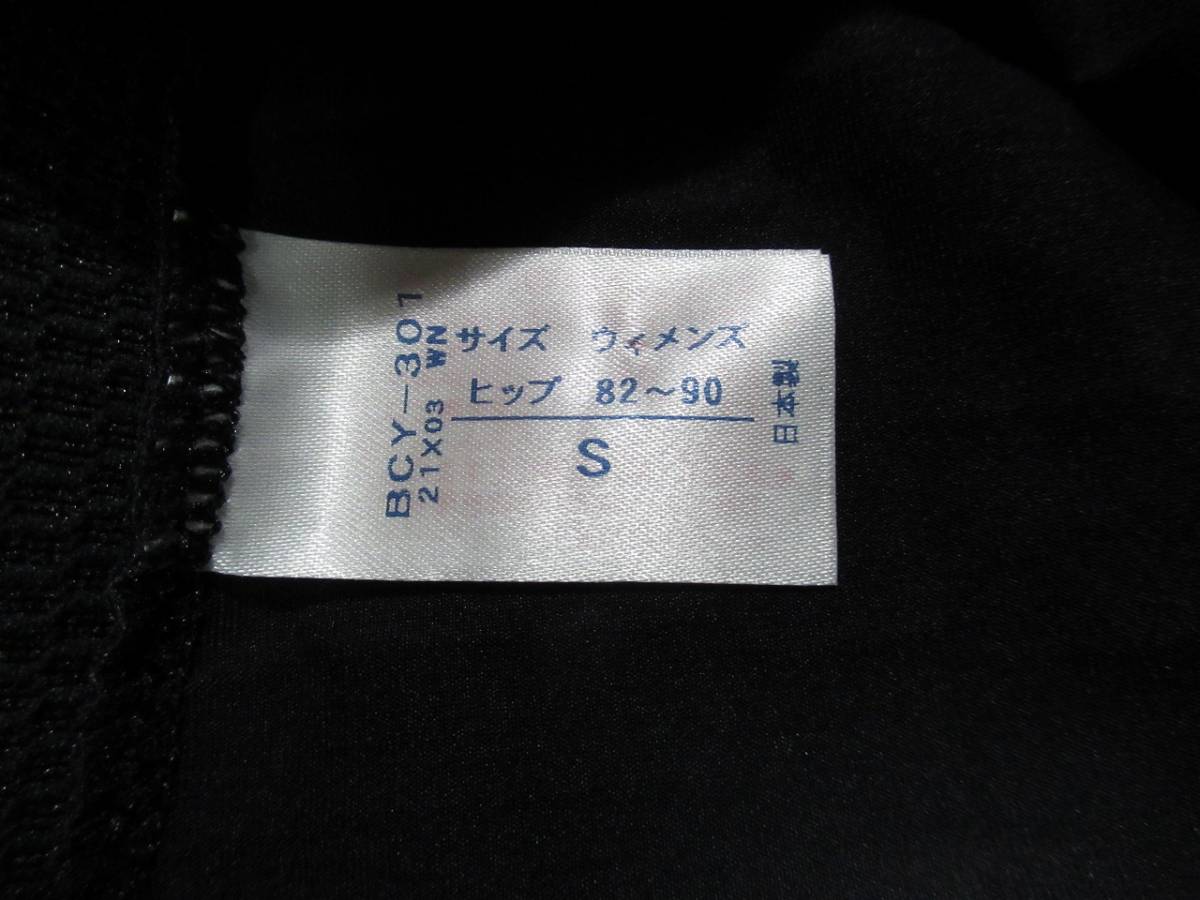 BCY-301
21X03 WN
サイズ ウィメンズ
ヒップ 82～90
S
日本製